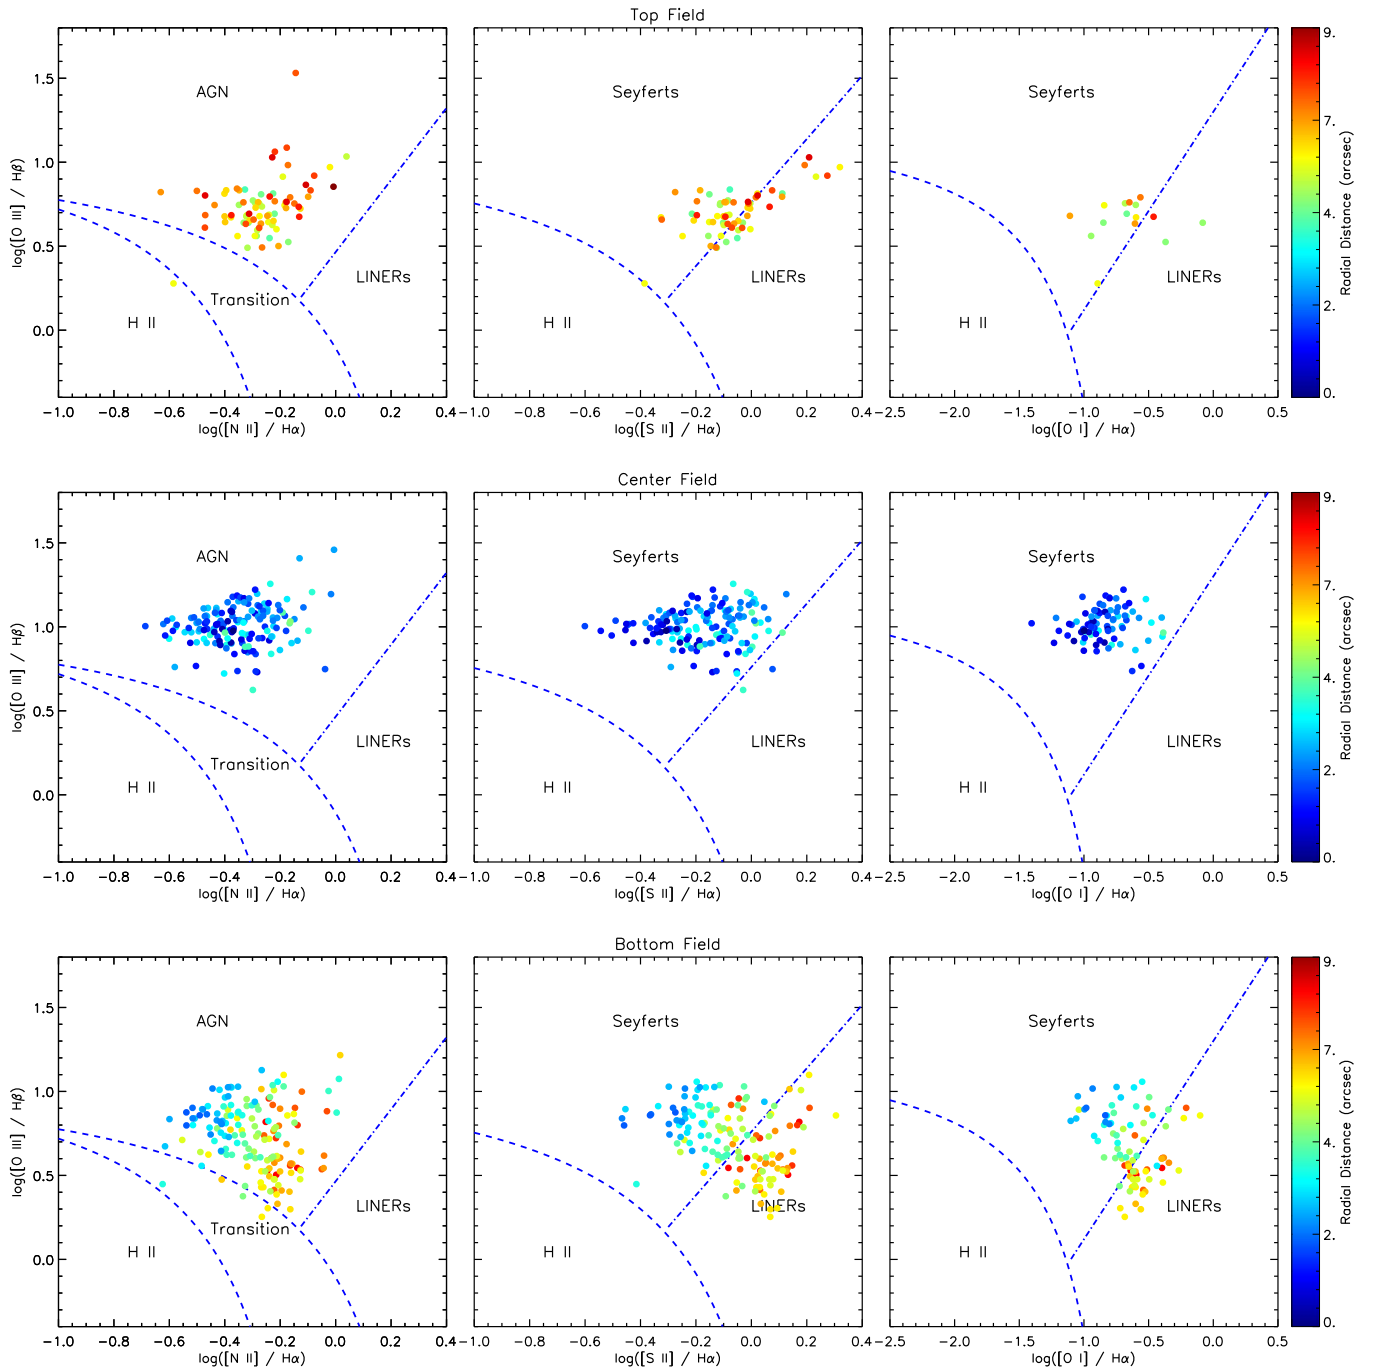 Top Field
AGN
Transition
LINERs
H II
1.5
1.0
0.5
0.0
log([O III] / Hβ)
-1.0 -0.8 -0.6 -0.4 -0.2 0.0 0.2 0.4
log([N II] / Hα)
Seyferts
LINERs
H II
-1.0 -0.8 -0.6 -0.4 -0.2 0.0 0.2 0.4
log([S II] / Hα)
Seyferts
LINERs
H II
-2.5 -2.0 -1.5 -1.0 -0.5 0.0 0.5
log([O I] / Hα)
9.
7.
4.
2.
0.
Radial Distance (arcsec)
Center Field
AGN
Transition
LINERs
H II
1.5
1.0
0.5
0.0
log([O III] / Hβ)
-1.0 -0.8 -0.6 -0.4 -0.2 0.0 0.2 0.4
log([N II] / Hα)
Seyferts
LINERs
H II
-1.0 -0.8 -0.6 -0.4 -0.2 0.0 0.2 0.4
log([S II] / Hα)
Seyferts
LINERs
H II
-2.5 -2.0 -1.5 -1.0 -0.5 0.0 0.5
log([O I] / Hα)
9.
7.
4.
2.
0.
Radial Distance (arcsec)
Bottom Field
AGN
Transition
LINERs
H II
1.5
1.0
0.5
0.0
log([O III] / Hβ)
-1.0 -0.8 -0.6 -0.4 -0.2 0.0 0.2 0.4
log([N II] / Hα)
Seyferts
LINERs
H II
-1.0 -0.8 -0.6 -0.4 -0.2 0.0 0.2 0.4
log([S II] / Hα)
Seyferts
LINERs
H II
-2.5 -2.0 -1.5 -1.0 -0.5 0.0 0.5
log([O I] / Hα)
9.
7.
4.
2.
0.
Radial Distance (arcsec)